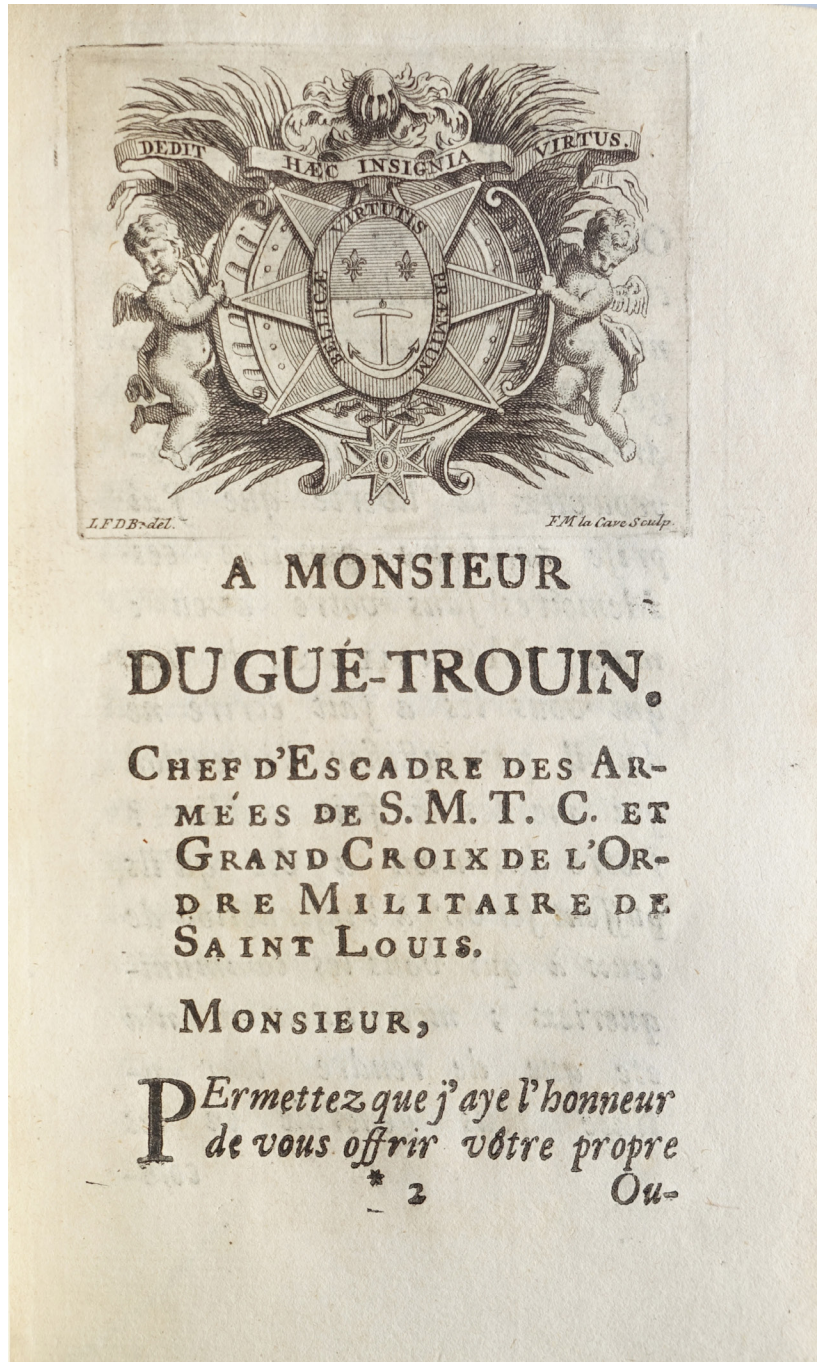 DEDIT HÆC INSIGNIA VIRTUS.
BELLICÆ VIRTUTIS PRÆMIUM
L.F.D.B. del.
F.M la Cave Sculp.
A MONSIEUR
DU GUÉ-TROUIN.
CHEF D'ESCADRE DES AR-
MÉES DE S. M. T. C. ET
GRAND CROIX DE L'OR-
DRE MILITAIRE DE
SAINT LOUIS.
MONSIEUR,
PErmettez que j'aye l'honneur
de vous offrir vôtre propre
* 2 Ou-